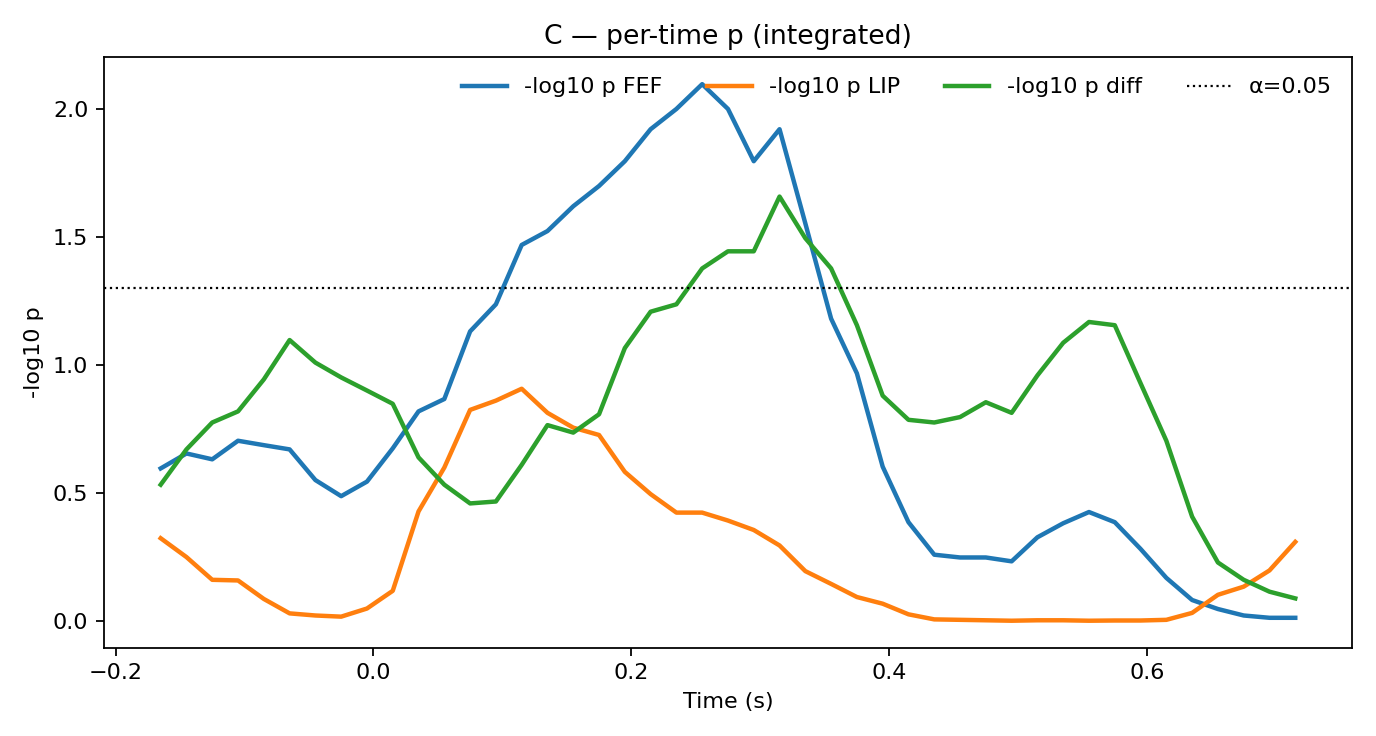 C — per-time p (integrated)
-log10 p FEF -log10 p LIP -log10 p diff α=0.05
-log10 p
2.0
1.5
1.0
0.5
0.0
−0.2 0.0 0.2 0.4 0.6
Time (s)